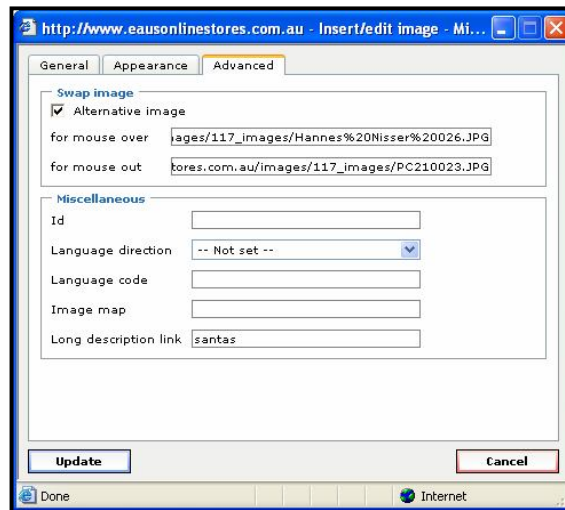 http://www.eausonlinestores.com.au - Insert/edit image - Mi...
General Appearance Advanced
Swap image
Alternative image
for mouse over ages/117_images/Hannes%20Nisser%20026.JPG
for mouse out tores.com.au/images/117_images/PC210023.JPG
Miscellaneous
Id
Language direction -- Not set --
Language code
Image map
Long description link santas
Update Cancel
Done Internet